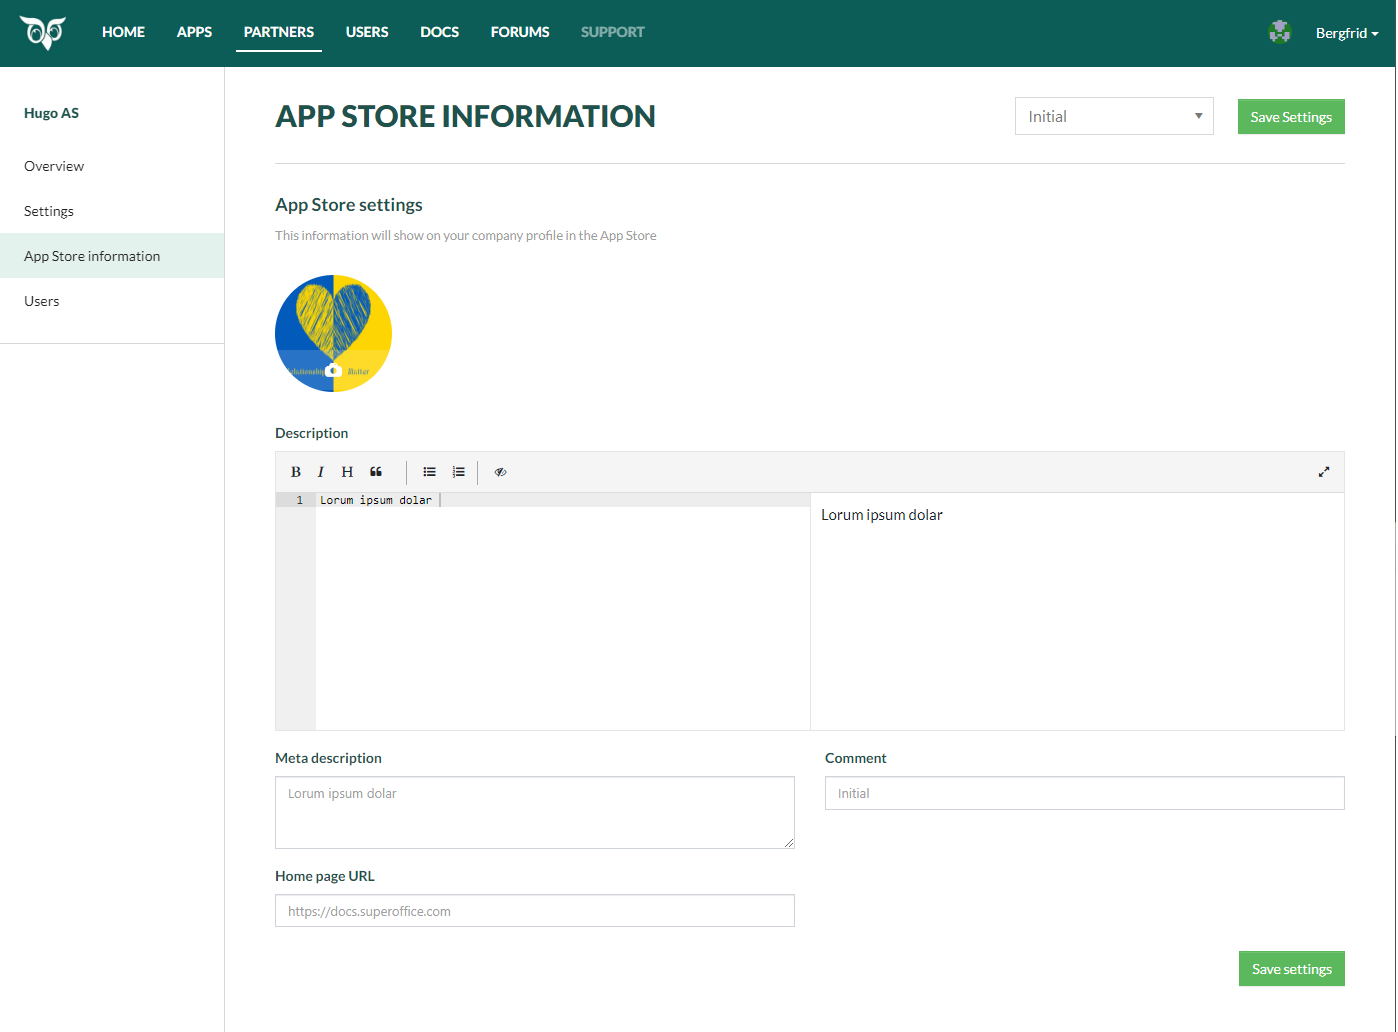 HOME APPS PARTNERS USERS DOCS FORUMS SUPPORT Bergfrid
Hugo AS
Overview
Settings
App Store information
Users
APP STORE INFORMATION
Initial
Save Settings
App Store settings
This information will show on your company profile in the App Store
Matter
Description
B I H
1 Lorum ipsum dolar
Lorum ipsum dolar
Meta description
Lorum ipsum dolar
Comment
Initial
Home page URL
https://docs.superoffice.com
Save settings